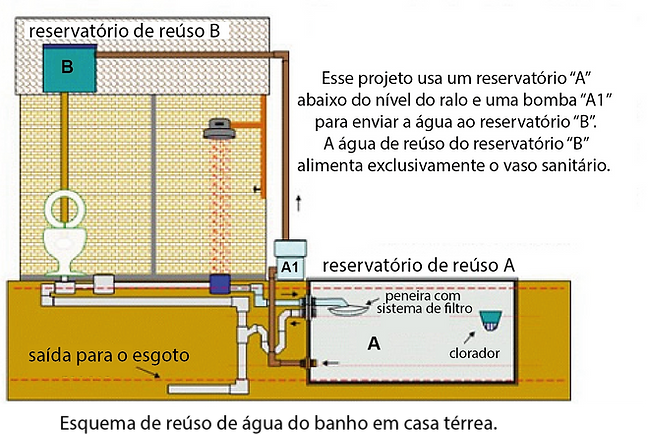 reservatório de reúso B
B
Esse projeto usa um reservatório “A”
abaixo do nível do ralo e uma bomba “A1”
para enviar a água ao reservatório “B”.
A água de reúso do reservatório “B”
alimenta exclusivamente o vaso sanitário.
A1
reservatório de reúso A
peneira com
sistema de filtro
A
clorador
saída para o esgoto
Esquema de reúso de água do banho em casa térrea.